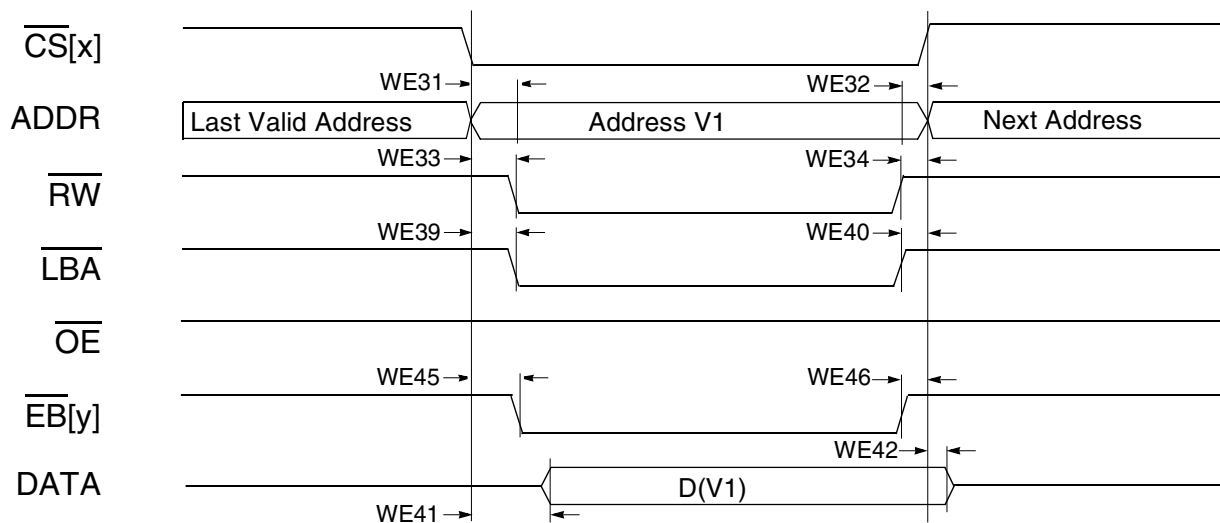 CS[x]
WE31
WE32
ADDR
Last Valid Address
Address V1
Next Address
WE33
WE34
RW
WE39
WE40
LBA
OE
WE45
WE46
EB[y]
WE42
DATA
D(V1)
WE41